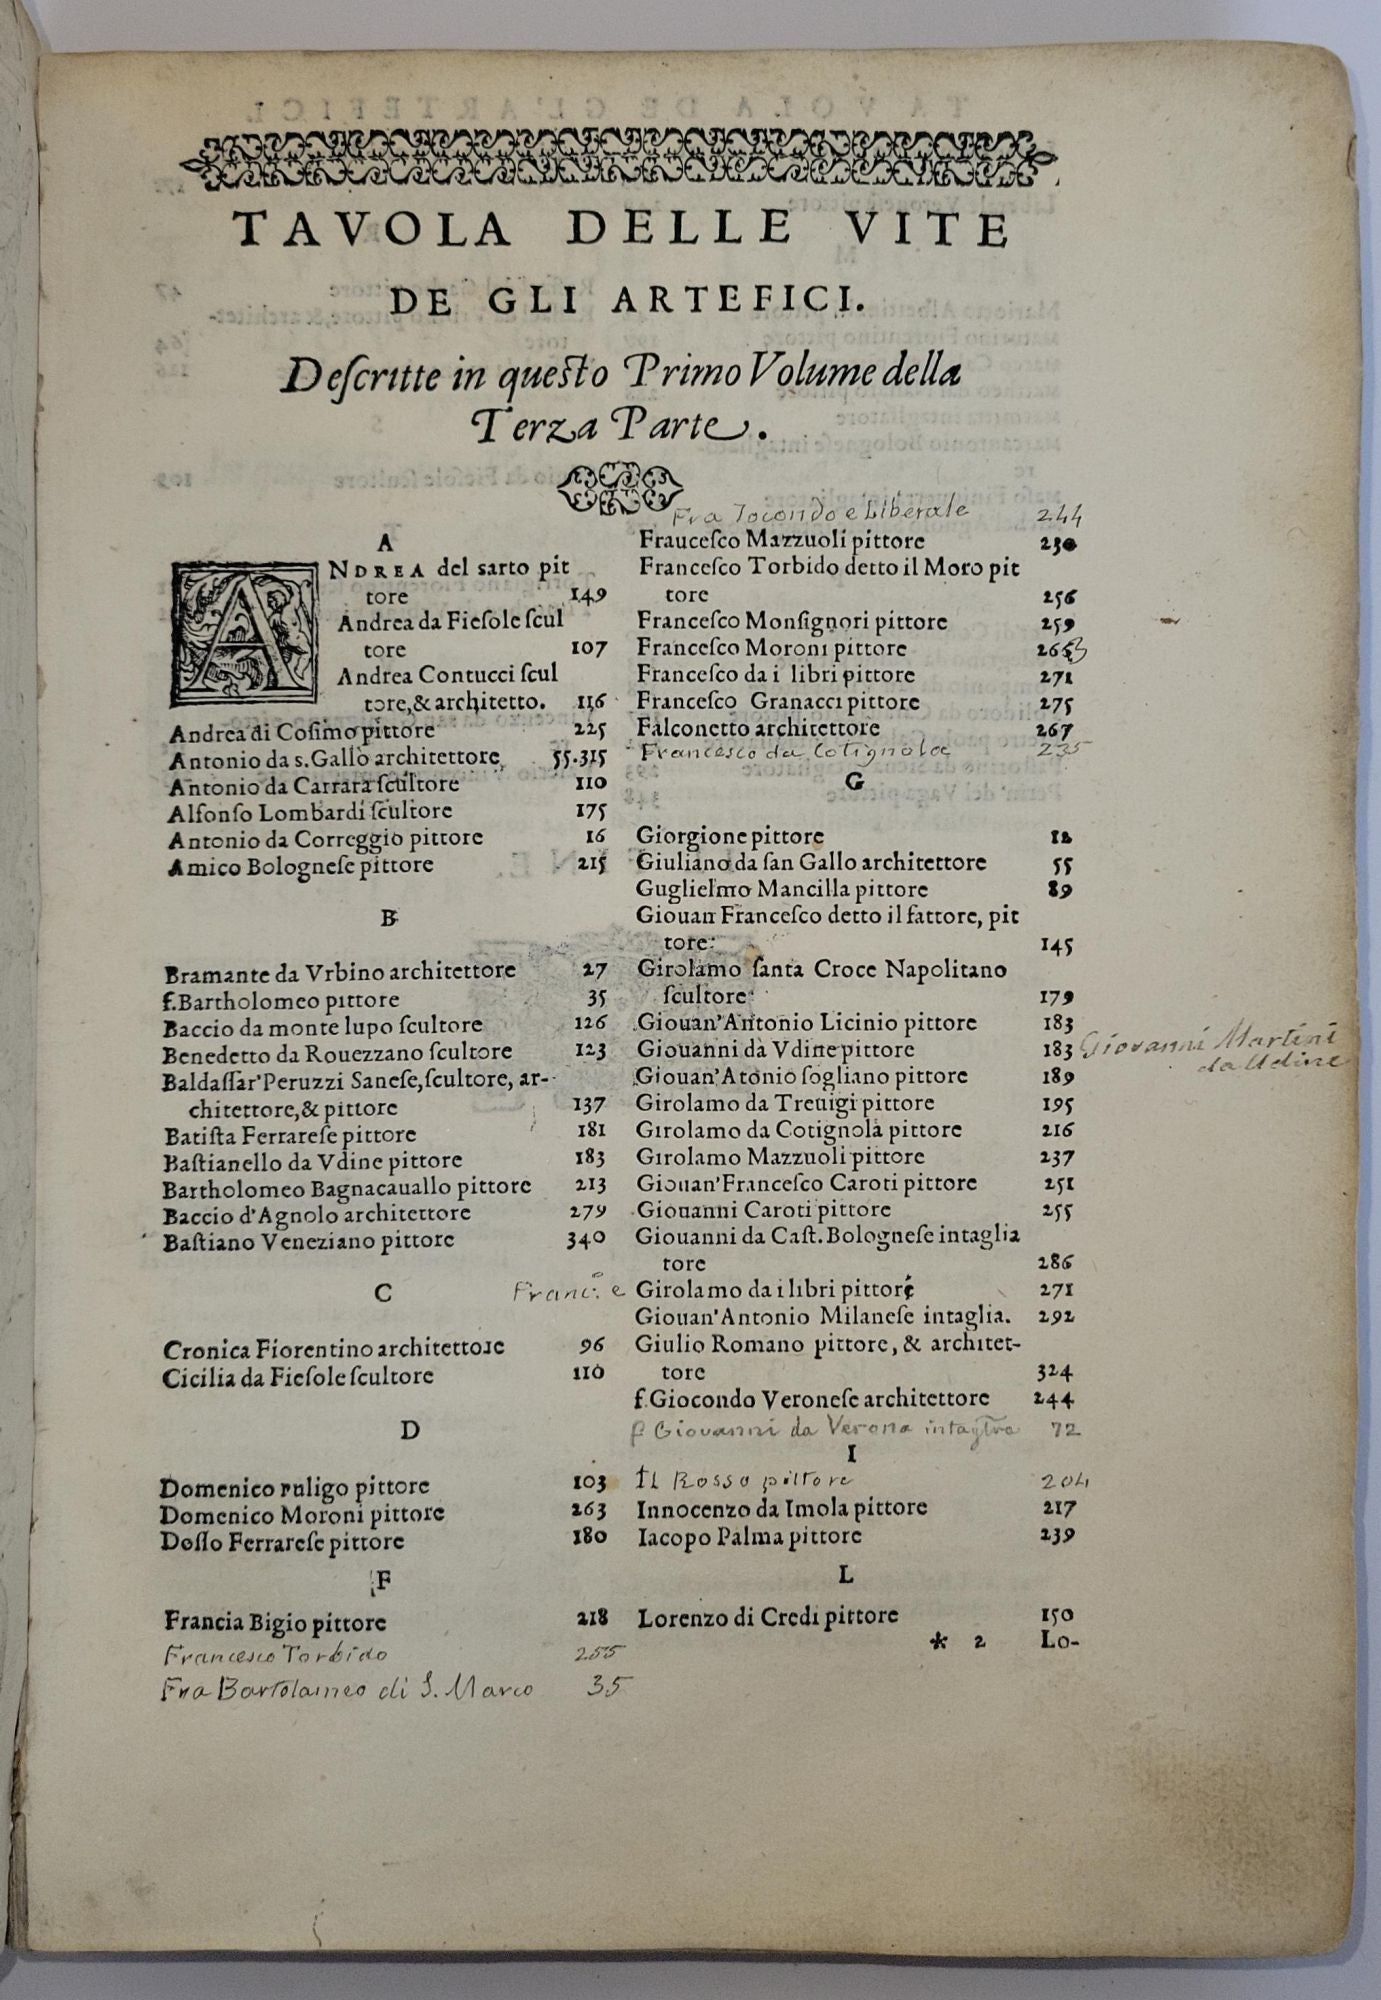 TAVOLA DELLE VITE
DE GLI ARTEFICI.
Deſcritte in queſto Primo Volume della
Terza Parte.
A
ANDREA del sarto pit
tore 149
Andrea da Fieſole ſcul
tore 107
Andrea Contucci ſcul
tore, & architetto. 116
Andrea di Coſimo pittore 225
Antonio da s. Gallo architettore 55.315
Antonio da Carrara ſcultore 110
Alfonſo Lombardi ſcultore 175
Antonio da Correggio pittore 16
Amico Bologneſe pittore 215
B
Bramante da Vrbino architettore 27
f. Bartholomeo pittore 35
Baccio da monte lupo ſcultore 126
Benedetto da Rouezzano ſcultore 123
Baldaſſar' Peruzzi Saneſe, ſcultore, ar-
chitettore, & pittore 137
Batiſta Ferrareſe pittore 181
Baſtianello da Vdine pittore 183
Bartholomeo Bagnacauallo pittore 213
Baccio d'Agnolo architettore 279
Baſtiano Veneziano pittore 340
C
Cronica Fiorentino architettore 96
Cicilia da Fieſole ſcultore 110
D
Domenico puligo pittore 103
Domenico Moroni pittore 263
Doſſo Ferrareſe pittore 180
F
Francia Bigio pittore 218
Francesco Torbido 255
Fra Bartolameo di S. Marco 35
Fra Iocondo e Liberale 244
Fraucefco Mazzuoli pittore 230
Franceſco Torbido detto il Moro pit
tore 256
Franceſco Monſignori pittore 259
Franceſco Moroni pittore 263
Franceſco da i libri pittore 271
Franceſco Granacci pittore 275
Falconetto architettore 267
Francesco da Cotignola 235
G
Giorgione pittore 12
Giuliano da ſan Gallo architettore 55
Guglielmo Mancilla pittore 89
Giouan Franceſco detto il fattore, pit
tore: 145
Girolamo ſanta Croce Napolitano
ſcultore: 179
Giouan'Antonio Licinio pittore 183
Giouanni da Vdine pittore 183 Giovanni Martini
da Udine
Giouan'Atonio ſogliano pittore 189
Girolamo da Treuigi pittore 195
Girolamo da Cotignola pittore 216
Girolamo Mazzuoli pittore 237
Giouan'Franceſco Caroti pittore 251
Giouanni Caroti pittore 255
Giouanni da Caſt. Bologneſe intaglia
tore 286
Franc.º e Girolamo da i libri pittori 271
Giouan'Antonio Milaneſe intaglia. 292
Giulio Romano pittore, & architet-
tore 324
f. Giocondo Veroneſe architettore 244
f Giovanni da Verona 72
I
Il Rosso pittore 204
Innocenzo da Imola pittore 217
Iacopo Palma pittore 239
L
Lorenzo di Credi pittore 150
* 2 Lo-